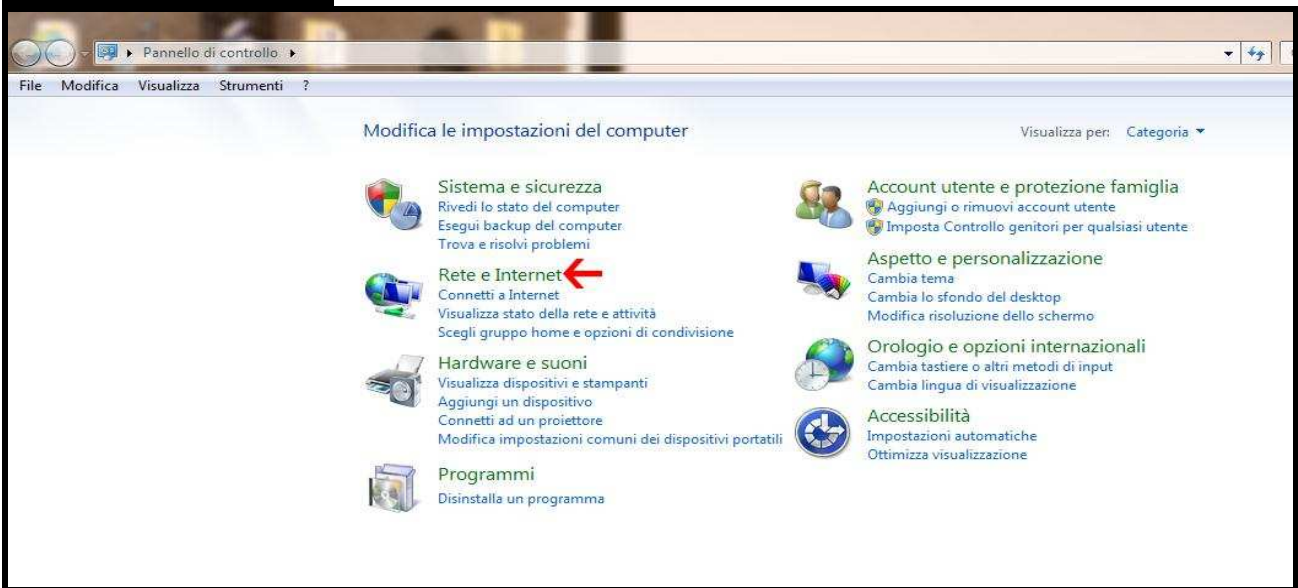 Pannello di controllo
File Modifica Visualizza Strumenti ?
Modifica le impostazioni del computer
Visualizza per: Categoria
Sistema e sicurezza
Rivedi lo stato del computer
Esegui backup del computer
Trova e risolvi problemi
Rete e Internet
Connetti a Internet
Visualizza stato della rete e attività
Scegli gruppo home e opzioni di condivisione
Hardware e suoni
Visualizza dispositivi e stampanti
Aggiungi un dispositivo
Connetti ad un proiettore
Modifica impostazioni comuni dei dispositivi portatili
Programmi
Disinstalla un programma
Account utente e protezione famiglia
Aggiungi o rimuovi account utente
Imposta Controllo genitori per qualsiasi utente
Aspetto e personalizzazione
Cambia tema
Cambia lo sfondo del desktop
Modifica risoluzione dello schermo
Orologio e opzioni internazionali
Cambia tastiere o altri metodi di input
Cambia lingua di visualizzazione
Accessibilità
Impostazioni automatiche
Ottimizza visualizzazione